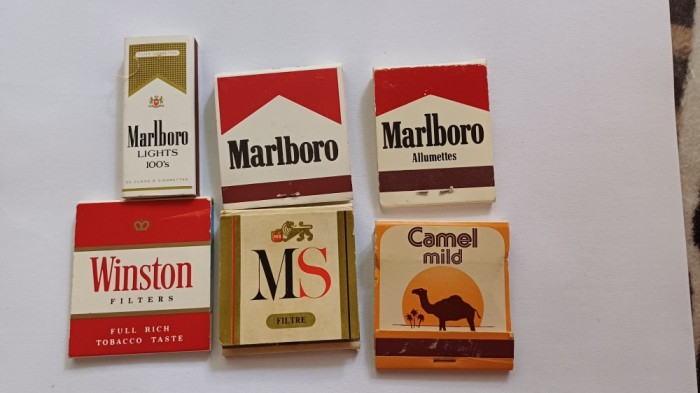 Marlboro
LIGHTS
100's
Marlboro
Marlboro
Allumettes
Winston
FILTERS
FULL RICH
TOBACCO TASTE
MS
FILTRE
Camel
mild